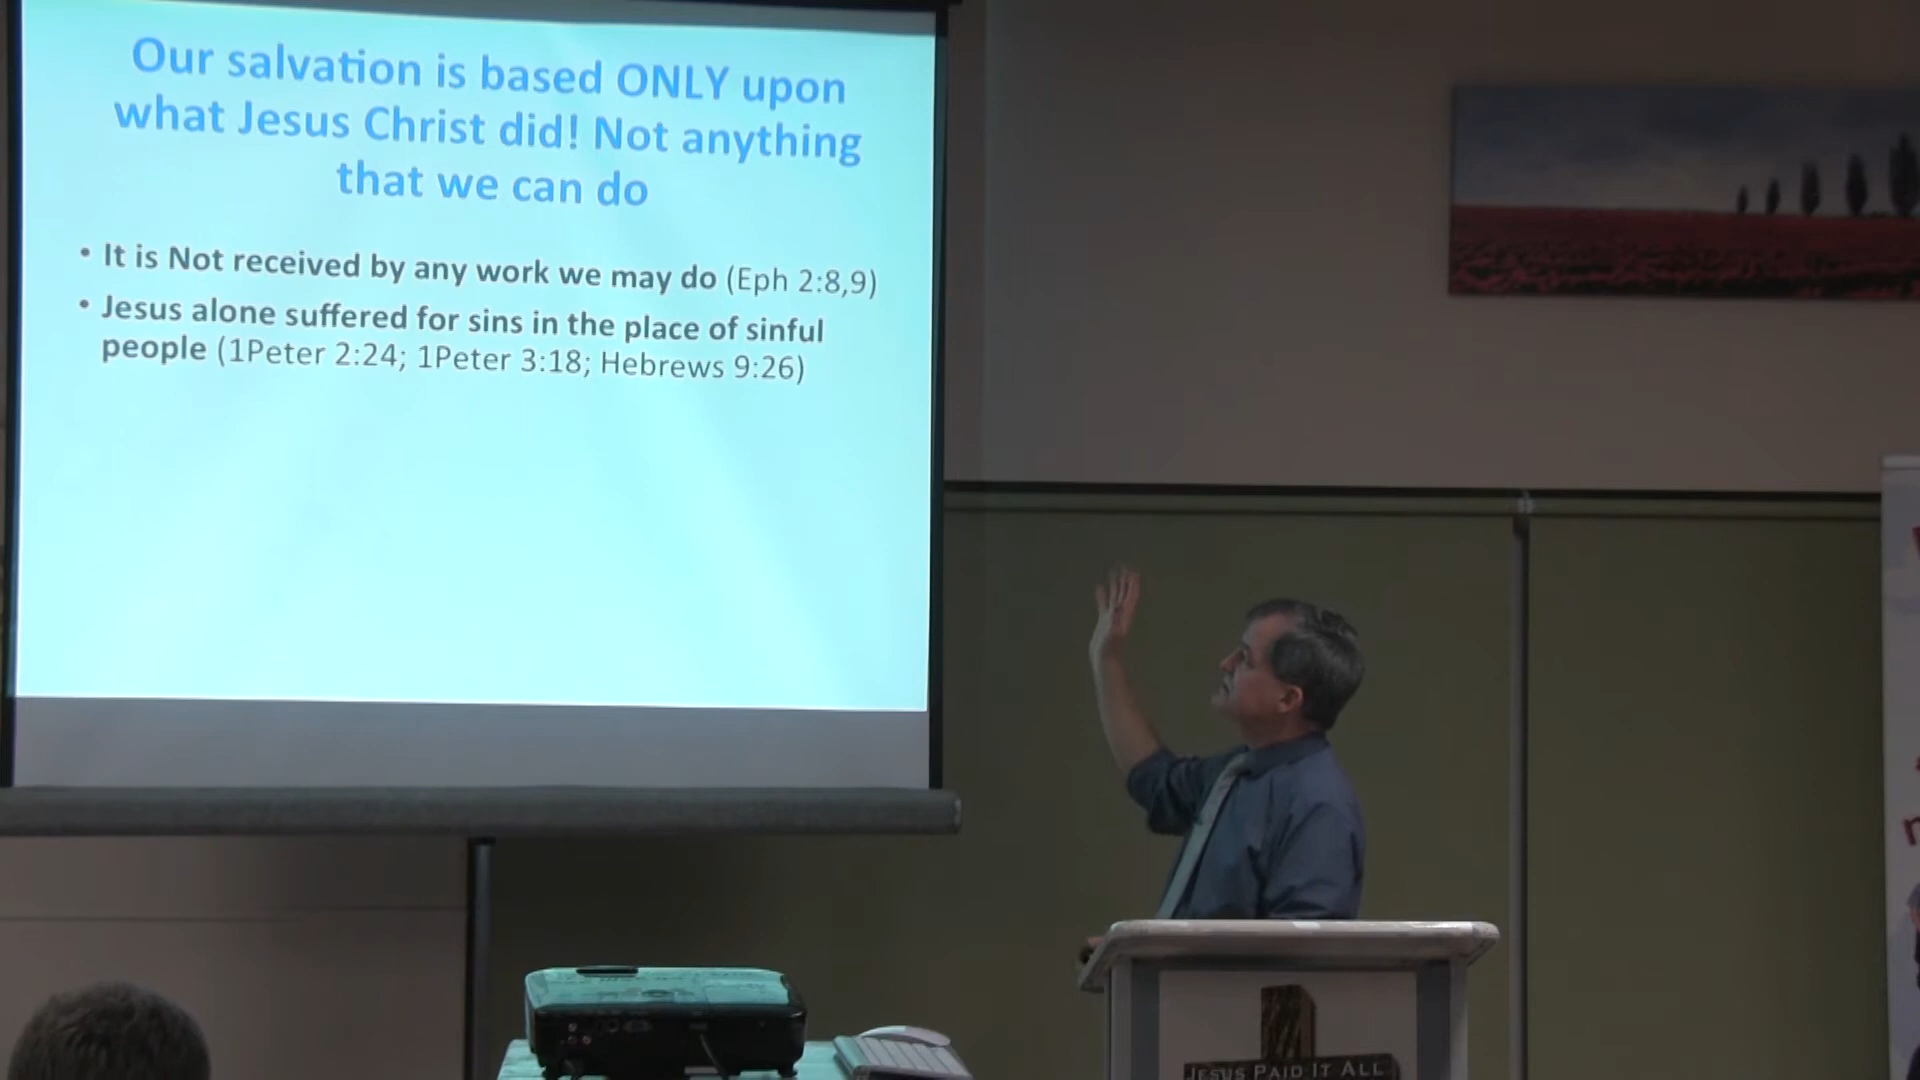 Our salvation is based ONLY upon
what Jesus Christ did! Not anything
that we can do
• It is Not received by any work we may do (Eph 2:8,9)
• Jesus alone suffered for sins in the place of sinful
people (1Peter 2:24; 1Peter 3:18; Hebrews 9:26)
JESUS PAID IT ALL